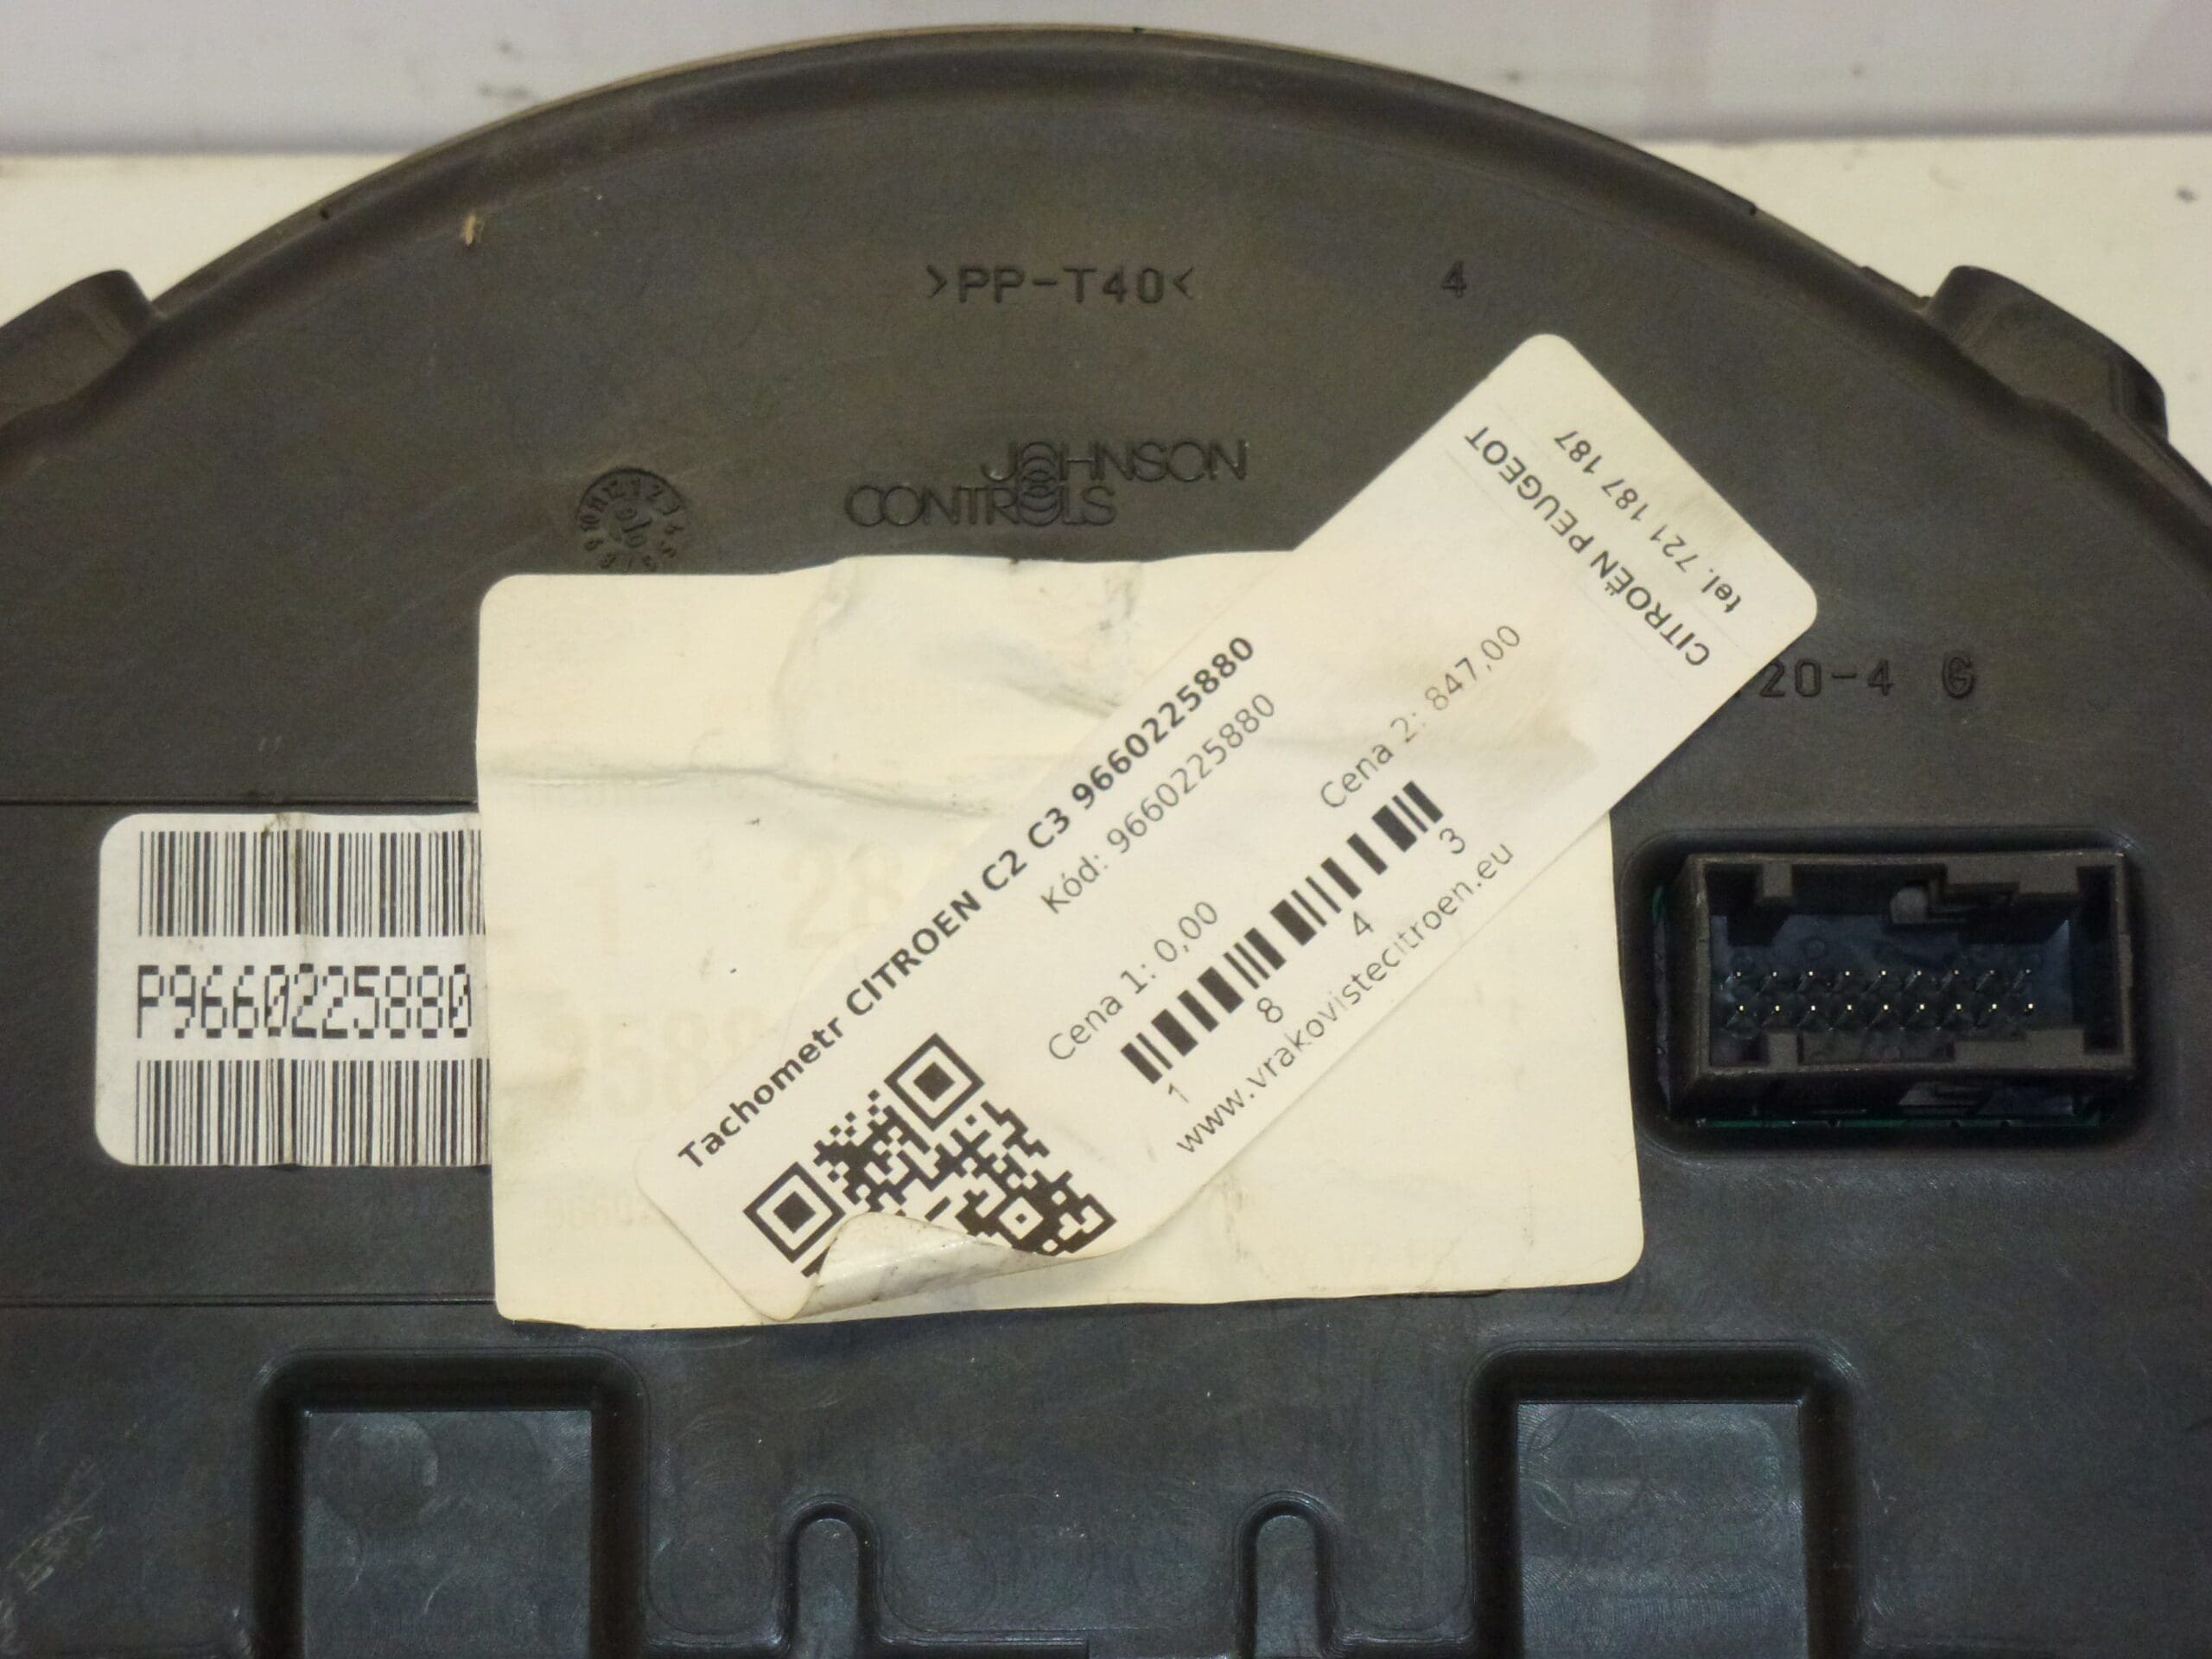 >PP-T40<
4
JOHNSON
CONTROLS
20-4 G
P9660225880
Tachometr CITROEN C2 C3 9660225880
Kód: 9660225880
Cena 1: 0,00
Cena 2: 847,00
1 8 4 3
www.vrakovistecitroen.eu
CITROËN PEUGEOT
tel. 721 187 187